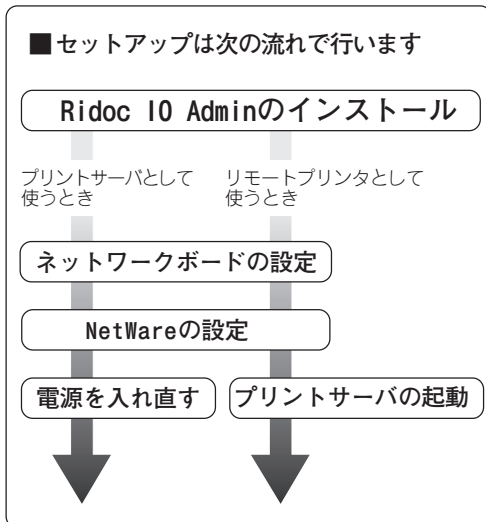 ■セットアップは次の流れで行います
Ridoc IO Adminのインストール
プリントサーバとして
使うとき
リモートプリンタとして
使うとき
ネットワークボードの設定
NetWareの設定
電源を入れ直す
プリントサーバの起動